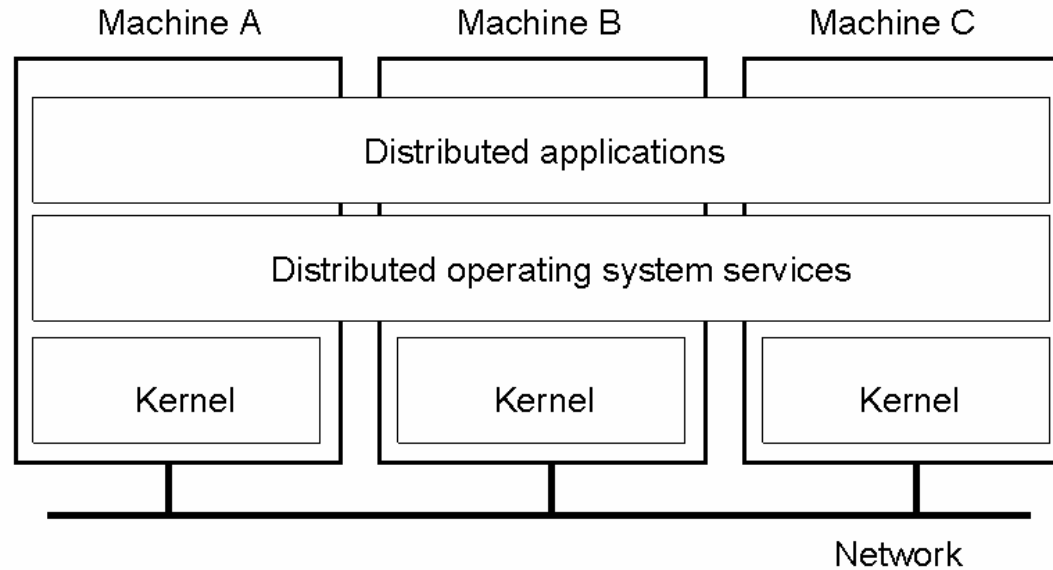 Machine A
Machine B
Machine C
Distributed applications
Distributed operating system services
Kernel
Kernel
Kernel
Network